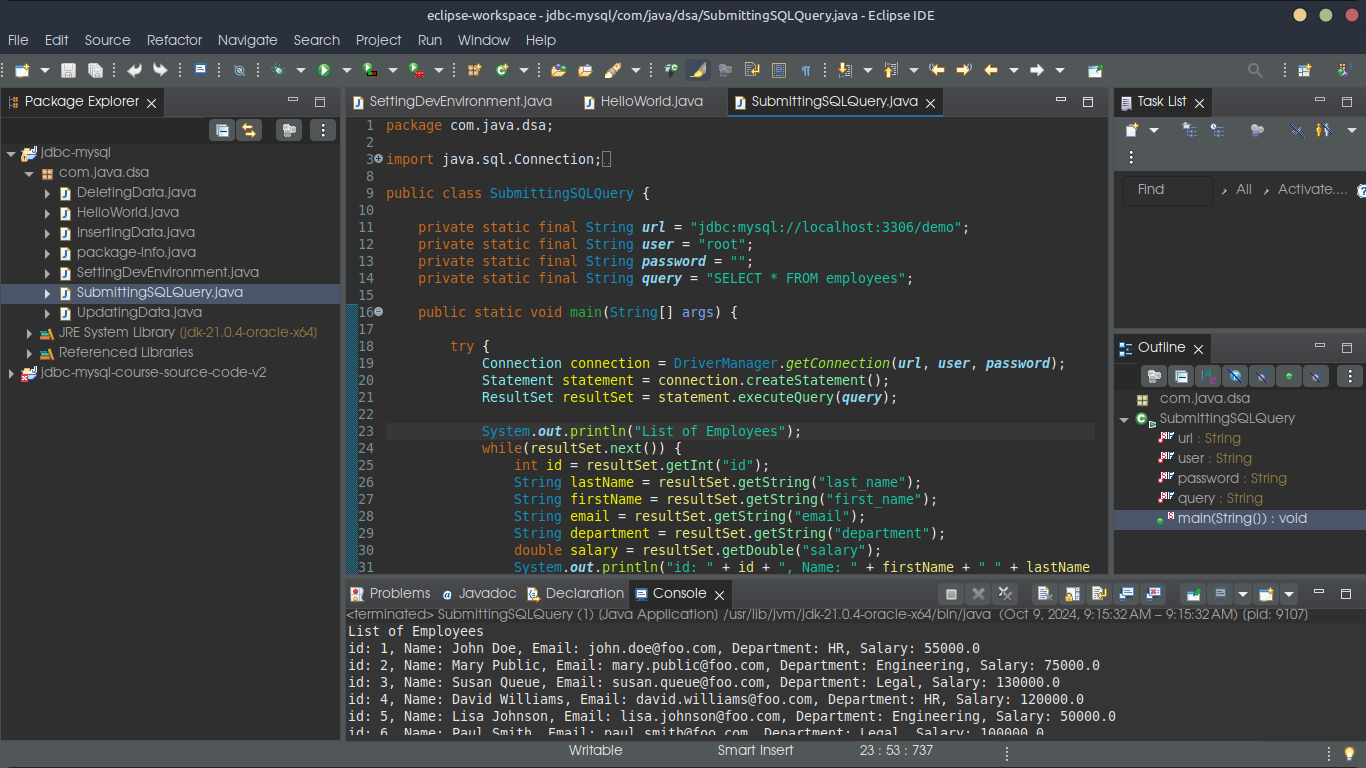 eclipse-workspace - jdbc-mysql/com/java/dsa/SubmittingSQLQuery.java - Eclipse IDE
File Edit Source Refactor Navigate Search Project Run Window Help
Package Explorer
jdbc-mysql
com.java.dsa
DeletingData.java
HelloWorld.java
InsertingData.java
package-info.java
SettingDevEnvironment.java
SubmittingSQLQuery.java
UpdatingData.java
JRE System Library (jdk-21.0.4-oracle-x64)
Referenced Libraries
jdbc-mysql-course-source-code-v2
SettingDevEnvironment.java HelloWorld.java SubmittingSQLQuery.java
1 package com.java.dsa;
2
3 import java.sql.Connection;
8
9 public class SubmittingSQLQuery {
10
11 private static final String url = "jdbc:mysql://localhost:3306/demo";
12 private static final String user = "root";
13 private static final String password = "";
14 private static final String query = "SELECT * FROM employees";
15
16 public static void main(String[] args) {
17
18 try {
19 Connection connection = DriverManager.getConnection(url, user, password);
20 Statement statement = connection.createStatement();
21 ResultSet resultSet = statement.executeQuery(query);
22
23 System.out.println("List of Employees");
24 while(resultSet.next()) {
25 int id = resultSet.getInt("id");
26 String lastName = resultSet.getString("last_name");
27 String firstName = resultSet.getString("first_name");
28 String email = resultSet.getString("email");
29 String department = resultSet.getString("department");
30 double salary = resultSet.getDouble("salary");
31 System.out.println("id: " + id + ", Name: " + firstName + " " + lastName
Task List
Find All Activate....
Outline
com.java.dsa
SubmittingSQLQuery
url : String
user : String
password : String
query : String
main(String[]) : void
Problems Javadoc Declaration Console
<terminated> SubmittingSQLQuery (1) [Java Application] /usr/lib/jvm/jdk-21.0.4-oracle-x64/bin/java (Oct 9, 2024, 9:15:32 AM – 9:15:32 AM) [pid: 9107]
List of Employees
id: 1, Name: John Doe, Email: john.doe@foo.com, Department: HR, Salary: 55000.0
id: 2, Name: Mary Public, Email: mary.public@foo.com, Department: Engineering, Salary: 75000.0
id: 3, Name: Susan Queue, Email: susan.queue@foo.com, Department: Legal, Salary: 130000.0
id: 4, Name: David Williams, Email: david.williams@foo.com, Department: HR, Salary: 120000.0
id: 5, Name: Lisa Johnson, Email: lisa.johnson@foo.com, Department: Engineering, Salary: 50000.0
id: 6, Name: Paul Smith, Email: paul.smith@foo.com, Department: Legal, Salary: 100000.0
Writable Smart Insert 23 : 53 : 737